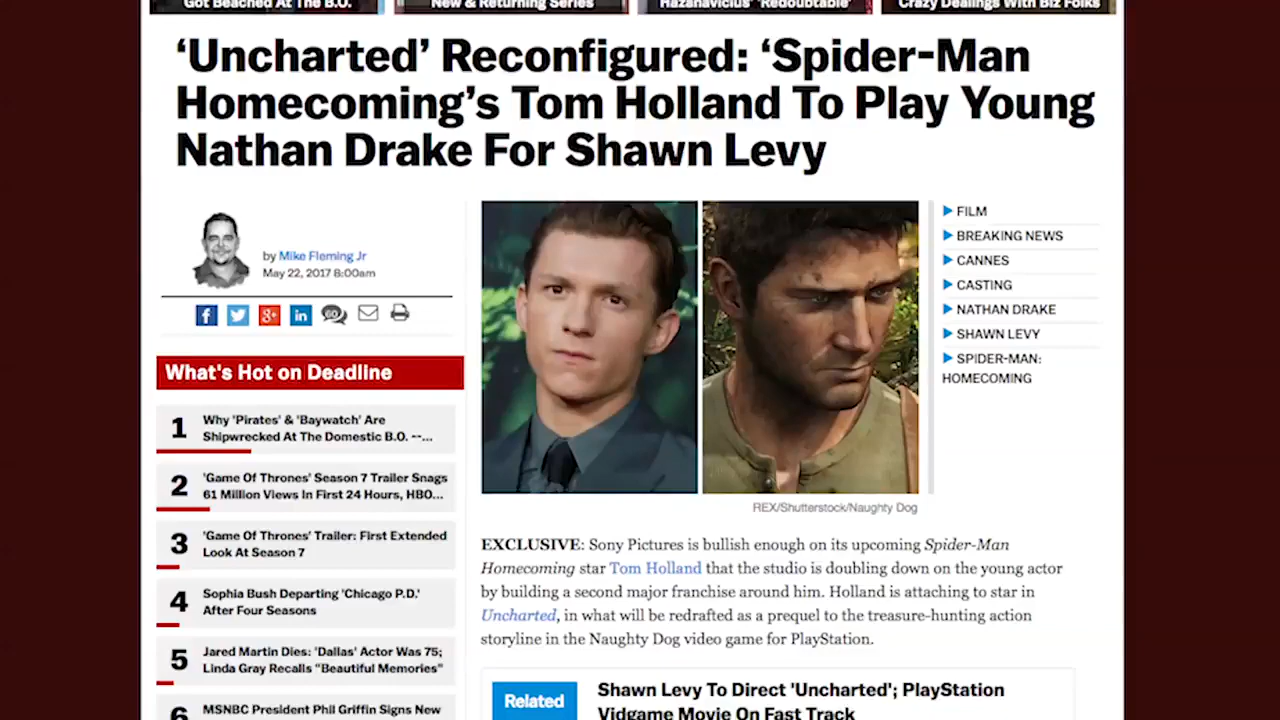 Got Beached At The B.O.
New & Returning Series
Hazanavicius' 'Redoubtable'
Crazy Dealings With Biz Folks
‘Uncharted’ Reconfigured: ‘Spider-Man
Homecoming’s Tom Holland To Play Young
Nathan Drake For Shawn Levy
by Mike Fleming Jr
May 22, 2017 8:00am
60
What's Hot on Deadline
1
Why 'Pirates' & 'Baywatch' Are
Shipwrecked At The Domestic B.O. --...
2
'Game Of Thrones' Season 7 Trailer Snags
61 Million Views In First 24 Hours, HBO...
3
'Game Of Thrones' Trailer: First Extended
Look At Season 7
4
Sophia Bush Departing 'Chicago P.D.'
After Four Seasons
5
Jared Martin Dies: 'Dallas' Actor Was 75;
Linda Gray Recalls "Beautiful Memories"
6
MSNBC President Phil Griffin Signs New
REX/Shutterstock/Naughty Dog
EXCLUSIVE: Sony Pictures is bullish enough on its upcoming Spider-Man
Homecoming star Tom Holland that the studio is doubling down on the young actor
by building a second major franchise around him. Holland is attaching to star in
Uncharted, in what will be redrafted as a prequel to the treasure-hunting action
storyline in the Naughty Dog video game for PlayStation.
Related
Shawn Levy To Direct 'Uncharted'; PlayStation
Vidgame Movie On Fast Track
FILM
BREAKING NEWS
CANNES
CASTING
NATHAN DRAKE
SHAWN LEVY
SPIDER-MAN:
HOMECOMING